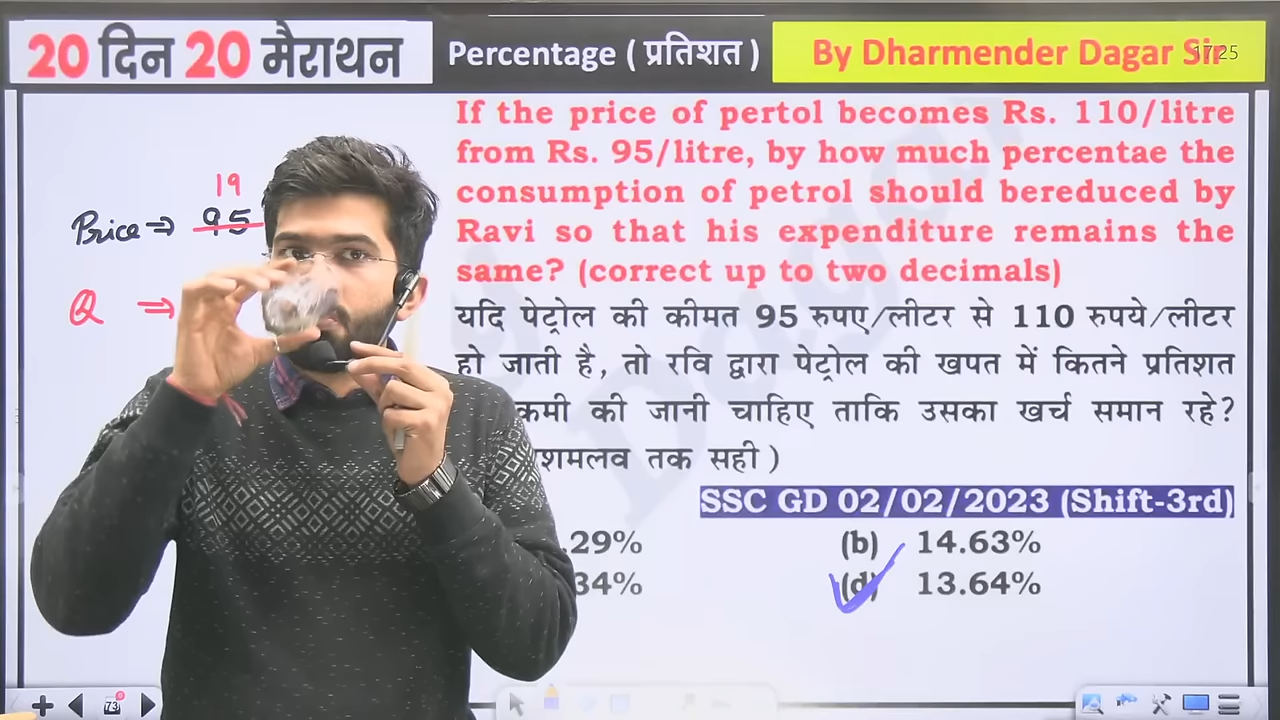 20 दिन 20 मैराथन
Percentage ( प्रतिशत )
By Dharmender Dagar Sir
17:25
If the price of pertol becomes Rs. 110/litre
from Rs. 95/litre, by how much percentae the
consumption of petrol should bereduced by
Ravi so that his expenditure remains the
same? (correct up to two decimals)
19
Price → 95
Q →
यदि पेट्रोल की कीमत 95 रुपए/लीटर से 110 रुपये/लीटर
हो जाती है, तो रवि द्वारा पेट्रोल की खपत में कितने प्रतिशत
कमी की जानी चाहिए ताकि उसका खर्च समान रहे?
तक सही )
SSC GD 02/02/2023 (Shift-3rd)
.29%
(b) 14.63%
34%
(d) 13.64%
73